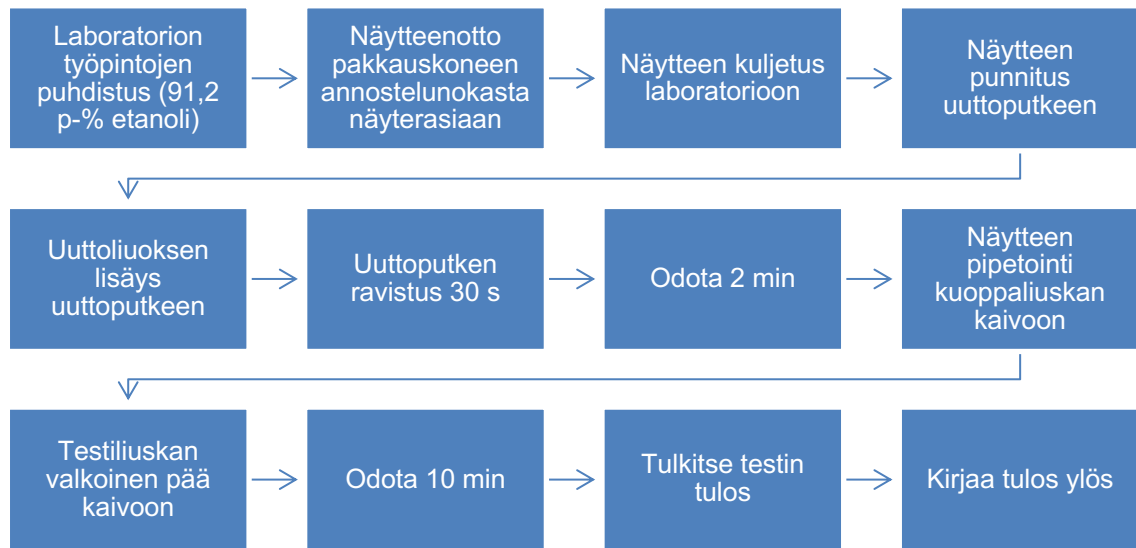 Laboratorion
työpintojen
puhdistus (91,2
p-% etanoli)
Näytteenotto
pakkauskoneen
annostelunokasta
näyterasiaan
Näytteen kuljetus
laboratorioon
Näytteen
punnitus
uuttoputkeen
Uuttoliuoksen
lisäys
uuttoputkeen
Uuttoputken
ravistus 30 s
Odota 2 min
Näytteen
pipetointi
kuoppaliuskan
kaivoon
Testiliuskan
valkoinen pää
kaivoon
Odota 10 min
Tulkitse testin
tulos
Kirjaa tulos ylös